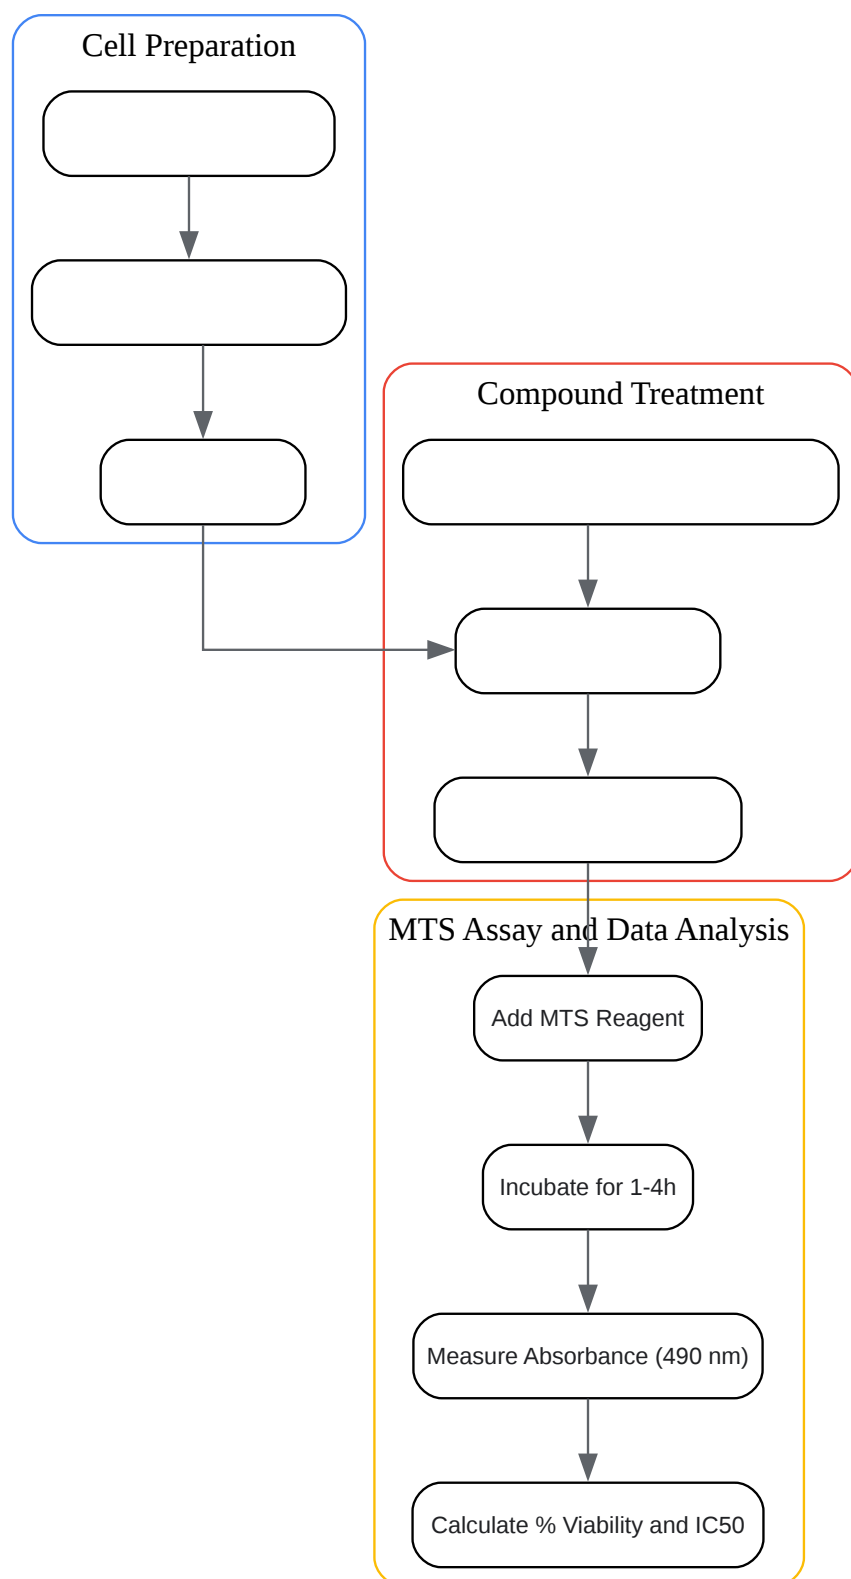 Cell Preparation
Compound Treatment
MTS Assay and Data Analysis
Add MTS Reagent
Incubate for 1-4h
Measure Absorbance (490 nm)
Calculate % Viability and IC50